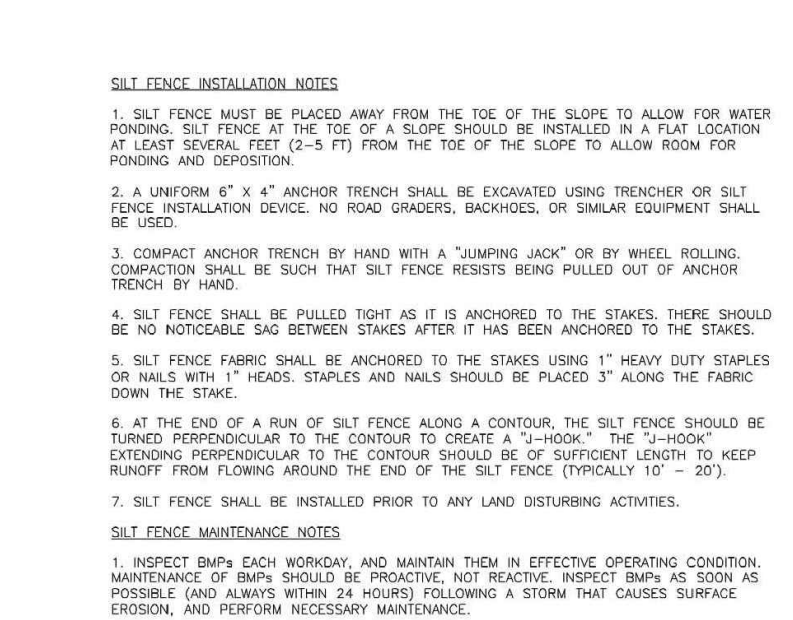 SILT FENCE INSTALLATION NOTES
1. SILT FENCE MUST BE PLACED AWAY FROM THE TOE OF THE SLOPE TO ALLOW FOR WATER
PONDING. SILT FENCE AT THE TOE OF A SLOPE SHOULD BE INSTALLED IN A FLAT LOCATION
AT LEAST SEVERAL FEET (2–5 FT) FROM THE TOE OF THE SLOPE TO ALLOW ROOM FOR
PONDING AND DEPOSITION.
2. A UNIFORM 6" X 4" ANCHOR TRENCH SHALL BE EXCAVATED USING TRENCHER OR SILT
FENCE INSTALLATION DEVICE. NO ROAD GRADERS, BACKHOES, OR SIMILAR EQUIPMENT SHALL
BE USED.
3. COMPACT ANCHOR TRENCH BY HAND WITH A "JUMPING JACK" OR BY WHEEL ROLLING.
COMPACTION SHALL BE SUCH THAT SILT FENCE RESISTS BEING PULLED OUT OF ANCHOR
TRENCH BY HAND.
4. SILT FENCE SHALL BE PULLED TIGHT AS IT IS ANCHORED TO THE STAKES. THERE SHOULD
BE NO NOTICEABLE SAG BETWEEN STAKES AFTER IT HAS BEEN ANCHORED TO THE STAKES.
5. SILT FENCE FABRIC SHALL BE ANCHORED TO THE STAKES USING 1" HEAVY DUTY STAPLES
OR NAILS WITH 1" HEADS. STAPLES AND NAILS SHOULD BE PLACED 3" ALONG THE FABRIC
DOWN THE STAKE.
6. AT THE END OF A RUN OF SILT FENCE ALONG A CONTOUR, THE SILT FENCE SHOULD BE
TURNED PERPENDICULAR TO THE CONTOUR TO CREATE A "J–HOOK." THE "J–HOOK"
EXTENDING PERPENDICULAR TO THE CONTOUR SHOULD BE OF SUFFICIENT LENGTH TO KEEP
RUNOFF FROM FLOWING AROUND THE END OF THE SILT FENCE (TYPICALLY 10' – 20').
7. SILT FENCE SHALL BE INSTALLED PRIOR TO ANY LAND DISTURBING ACTIVITIES.
SILT FENCE MAINTENANCE NOTES
1. INSPECT BMPs EACH WORKDAY, AND MAINTAIN THEM IN EFFECTIVE OPERATING CONDITION.
MAINTENANCE OF BMPs SHOULD BE PROACTIVE, NOT REACTIVE. INSPECT BMPs AS SOON AS
POSSIBLE (AND ALWAYS WITHIN 24 HOURS) FOLLOWING A STORM THAT CAUSES SURFACE
EROSION, AND PERFORM NECESSARY MAINTENANCE.